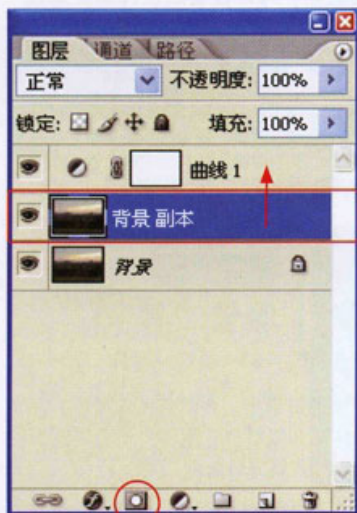 图层 通道 路径
正常 不透明度: 100%
锁定: 填充: 100%
曲线 1
背景 副本
背景